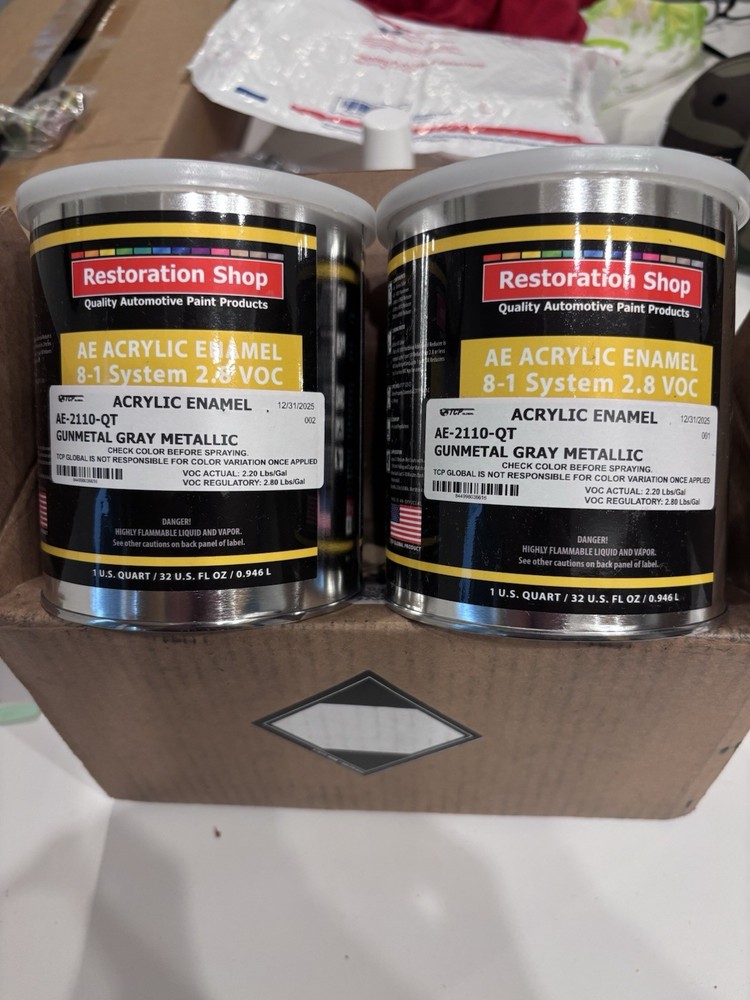 Restoration Shop
Quality Automotive Paint Products
AE ACRYLIC ENAMEL
8-1 System 2.8 VOC
TCP
ACRYLIC ENAMEL
12/31/2025
AE-2110-QT
002
GUNMETAL GRAY METALLIC
CHECK COLOR BEFORE SPRAYING.
TCP GLOBAL IS NOT RESPONSIBLE FOR COLOR VARIATION ONCE APPLIED
VOC ACTUAL: 2.20 Lbs/Gal
VOC REGULATORY: 2.80 Lbs/Gal
DANGER!
HIGHLY FLAMMABLE LIQUID AND VAPOR.
See other cautions on back panel of label.
1 U.S. QUART / 32 U.S. FL OZ / 0.946 L
Restoration Shop
Quality Automotive Paint Products
AE ACRYLIC ENAMEL
8-1 System 2.8 VOC
TCP
ACRYLIC ENAMEL
12/31/2025
AE-2110-QT
001
GUNMETAL GRAY METALLIC
CHECK COLOR BEFORE SPRAYING.
TCP GLOBAL IS NOT RESPONSIBLE FOR COLOR VARIATION ONCE APPLIED
VOC ACTUAL: 2.20 Lbs/Gal
VOC REGULATORY: 2.80 Lbs/Gal
DANGER!
HIGHLY FLAMMABLE LIQUID AND VAPOR.
See other cautions on back panel of label.
1 U.S. QUART / 32 U.S. FL OZ / 0.946 L